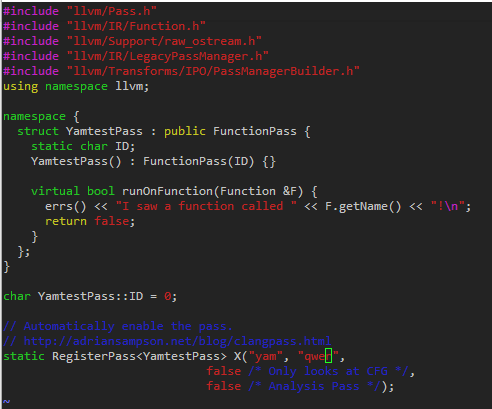 #include "llvm/Pass.h"
#include "llvm/IR/Function.h"
#include "llvm/Support/raw_ostream.h"
#include "llvm/IR/LegacyPassManager.h"
#include "llvm/Transforms/IPO/PassManagerBuilder.h"
using namespace llvm;

namespace {
  struct YamtestPass : public FunctionPass {
    static char ID;
    YamtestPass() : FunctionPass(ID) {}

    virtual bool runOnFunction(Function &F) {
      errs() << "I saw a function called " << F.getName() << "!\n";
      return false;
    }
  };
}

char YamtestPass::ID = 0;

// Automatically enable the pass.
// http://adriansampson.net/blog/clangpass.html
static RegisterPass<YamtestPass> X("yam", "qwer",
                             false /* Only looks at CFG */,
                             false /* Analysis Pass */);
~